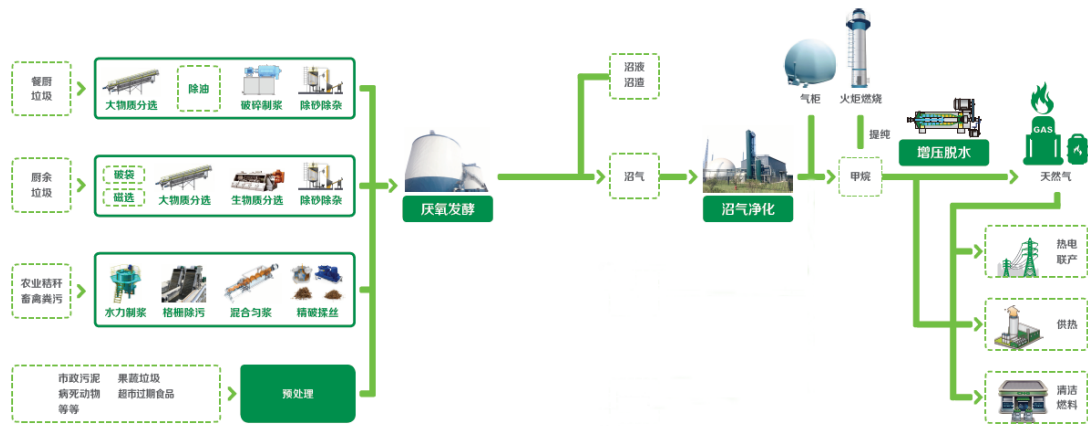 餐厨
垃圾
大物质分选
除油
破碎制浆
除砂除杂
厨余
垃圾
破袋
磁选
大物质分选
生物质分选
除砂除杂
农业秸秆
畜禽粪污
水力制浆
格栅除污
混合匀浆
精破揉丝
市政污泥 果蔬垃圾
病死动物 超市过期食品
等等
预处理
厌氧发酵
沼液
沼渣
沼气
沼气净化
气柜
火炬燃烧
提纯
甲烷
增压脱水
GAS
天然气
热电
联产
供热
清洁
燃料